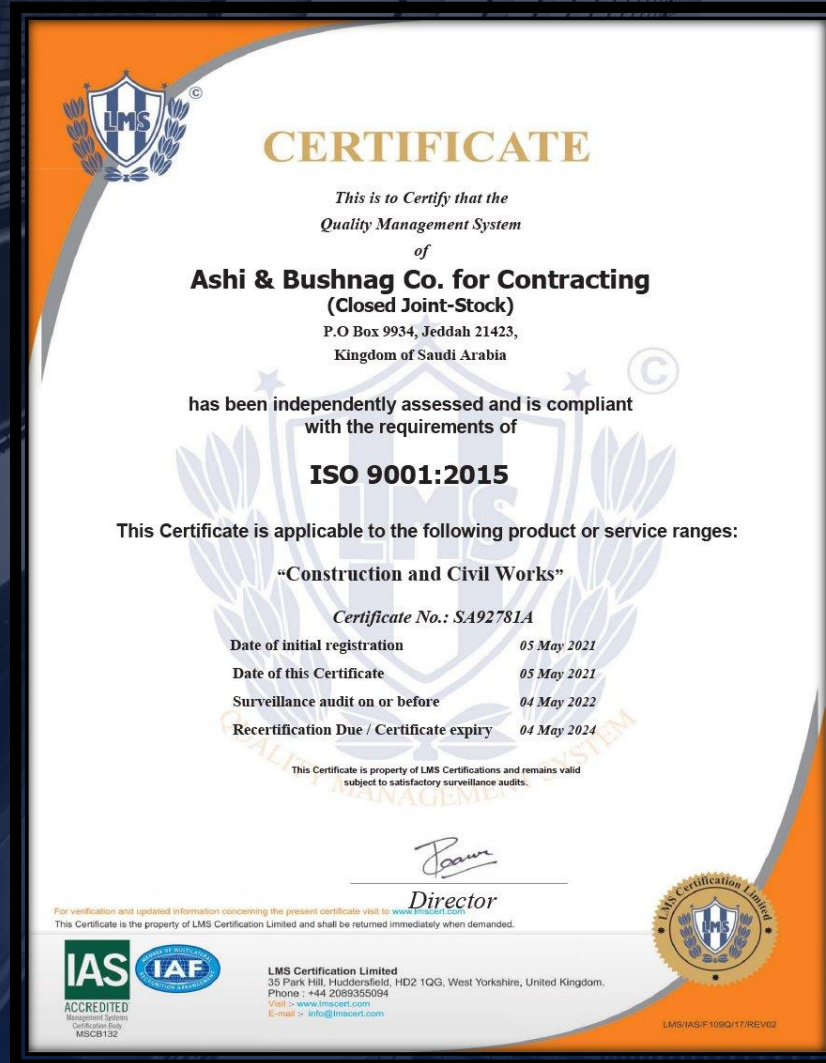 LMS
©
CERTIFICATE
This is to Certify that the
Quality Management System
of
Ashi & Bushnag Co. for Contracting
(Closed Joint-Stock)
P.O Box 9934, Jeddah 21423,
Kingdom of Saudi Arabia
©
has been independently assessed and is compliant
with the requirements of
ISO 9001:2015
LMS
This Certificate is applicable to the following product or service ranges:
“Construction and Civil Works”
Certificate No.: SA92781A
Date of initial registration 05 May 2021
Date of this Certificate 05 May 2021
Surveillance audit on or before 04 May 2022
Recertification Due / Certificate expiry 04 May 2024
QUALITY MANAGEMENT SYSTEM
This Certificate is property of LMS Certifications and remains valid
subject to satisfactory surveillance audits.
Director
For verification and updated information concerning the present certificate visit to www.lmscert.com
This Certificate is the property of LMS Certification Limited and shall be returned immediately when demanded.
LMS Certification Limited
LMS
IAS
ACCREDITED
Management Systems
Certification Body
MSCB132
MEMBER OF MULTILATERAL
IAF
RECOGNITION ARRANGEMENT
LMS Certification Limited
35 Park Hill, Huddersfield, HD2 1QG, West Yorkshire, United Kingdom.
Phone : +44 2089355094
Visit :- www.lmscert.com
E-mail :- info@lmscert.com
LMS/IAS/F109Q/17/REV02